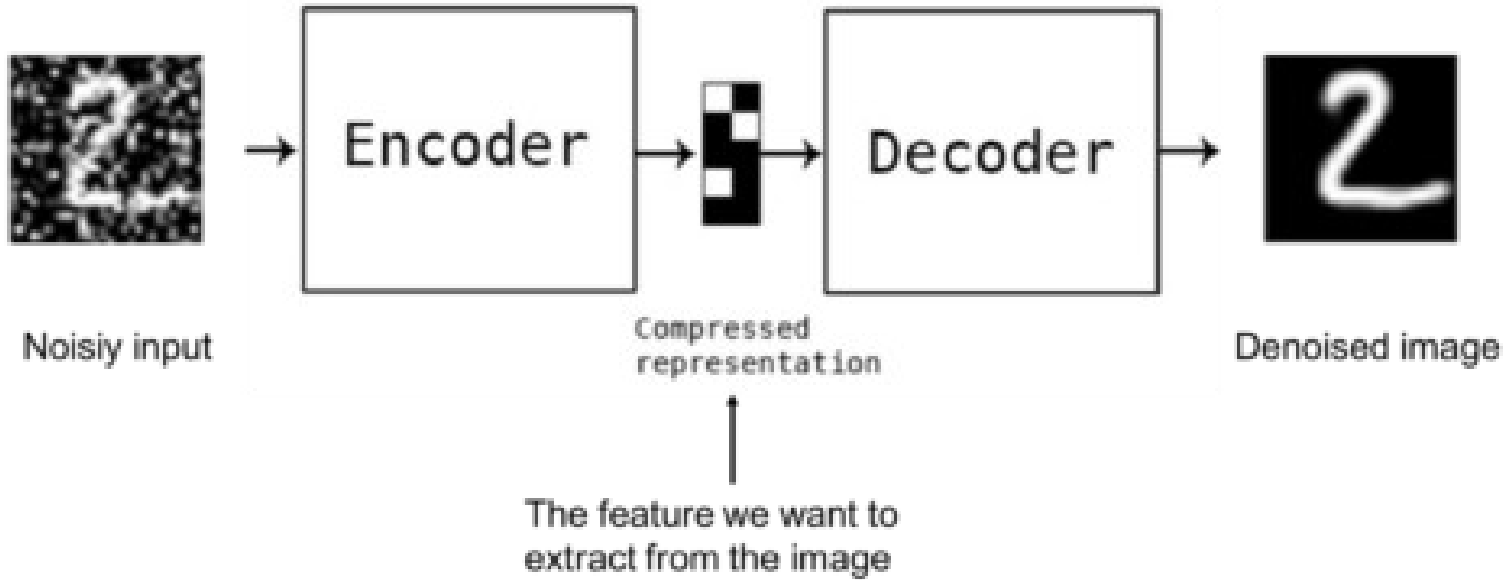 Encoder
Decoder
Noisiy input
Compressed
representation
Denoised image
The feature we want to
extract from the image